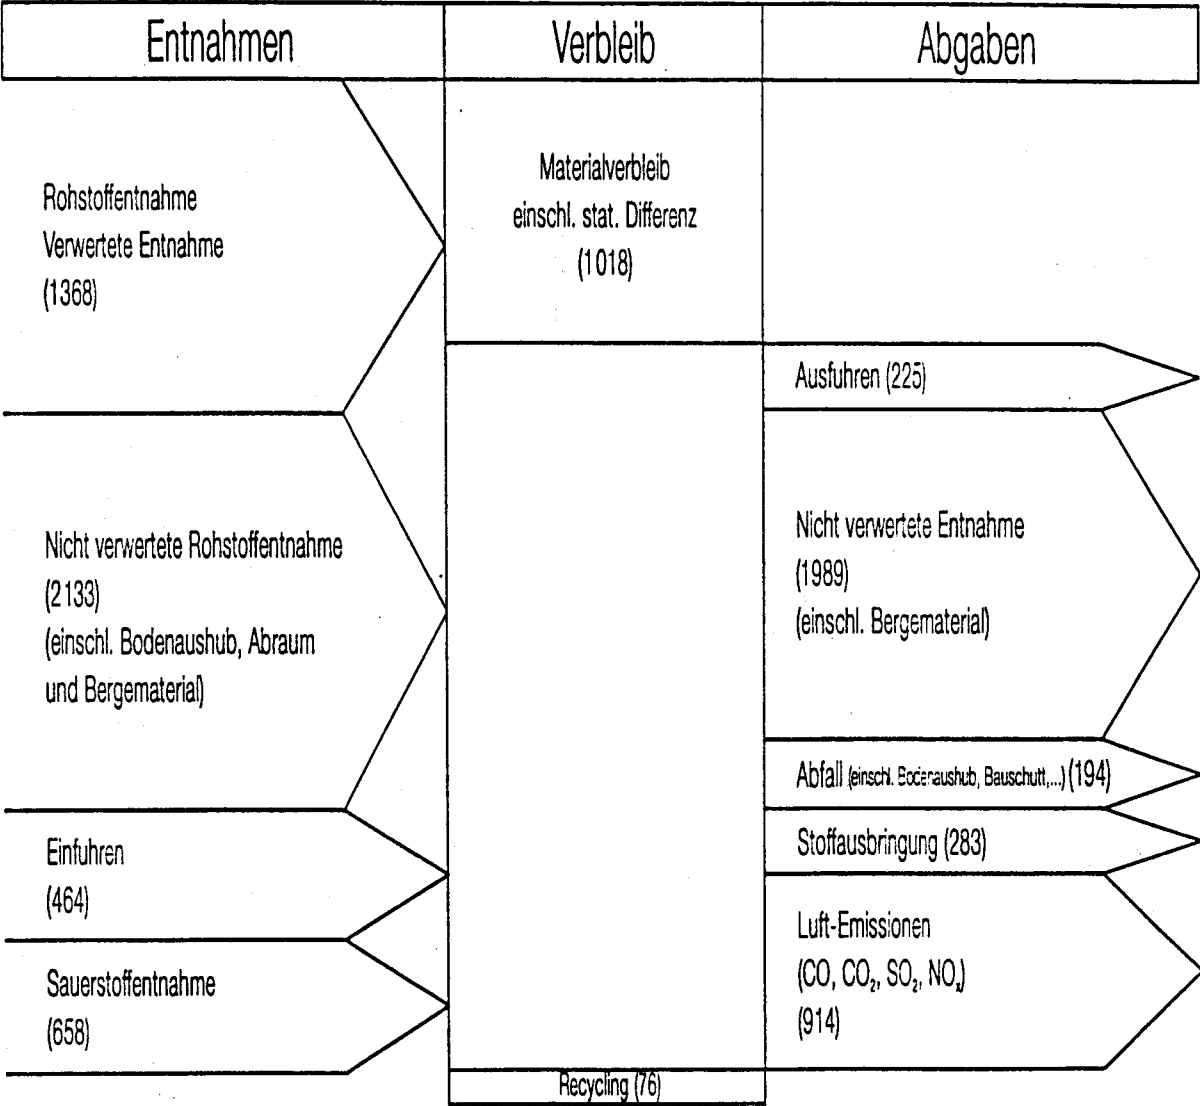 Entnahmen
Verbleib
Abgaben
Rohstoffentnahme
Verwertete Entnahme
(1368)
Nicht verwertete Rohstoffentnahme
(2133)
(einschl. Bodenaushub, Abraum
und Bergematerial)
Einfuhren
(464)
Sauerstoffentnahme
(658)
Materialverbleib
einschl. stat. Differenz
(1018)
Recycling (76)
Ausfuhren (225)
Nicht verwertete Entnahme
(1989)
(einschl. Bergematerial)
Abfall (einschl. Bodenaushub, Bauschutt,...) (194)
Stoffausbringung (283)
Luft-Emissionen
(CO, CO₂, SO₂, NOₓ)
(914)